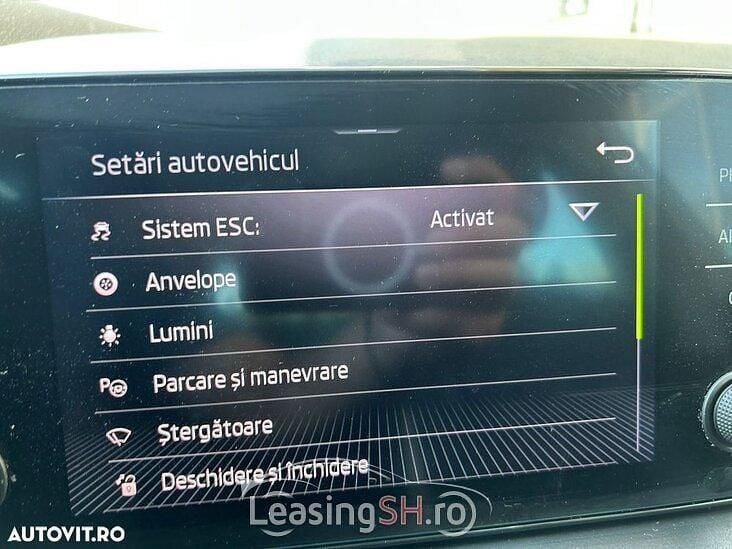 Setări autovehicul
Sistem ESC: Activat
Anvelope
Lumini
Parcare și manevrare
Ștergătoare
Deschidere și închidere
LeasingSH.ro
AUTOVIT.RO